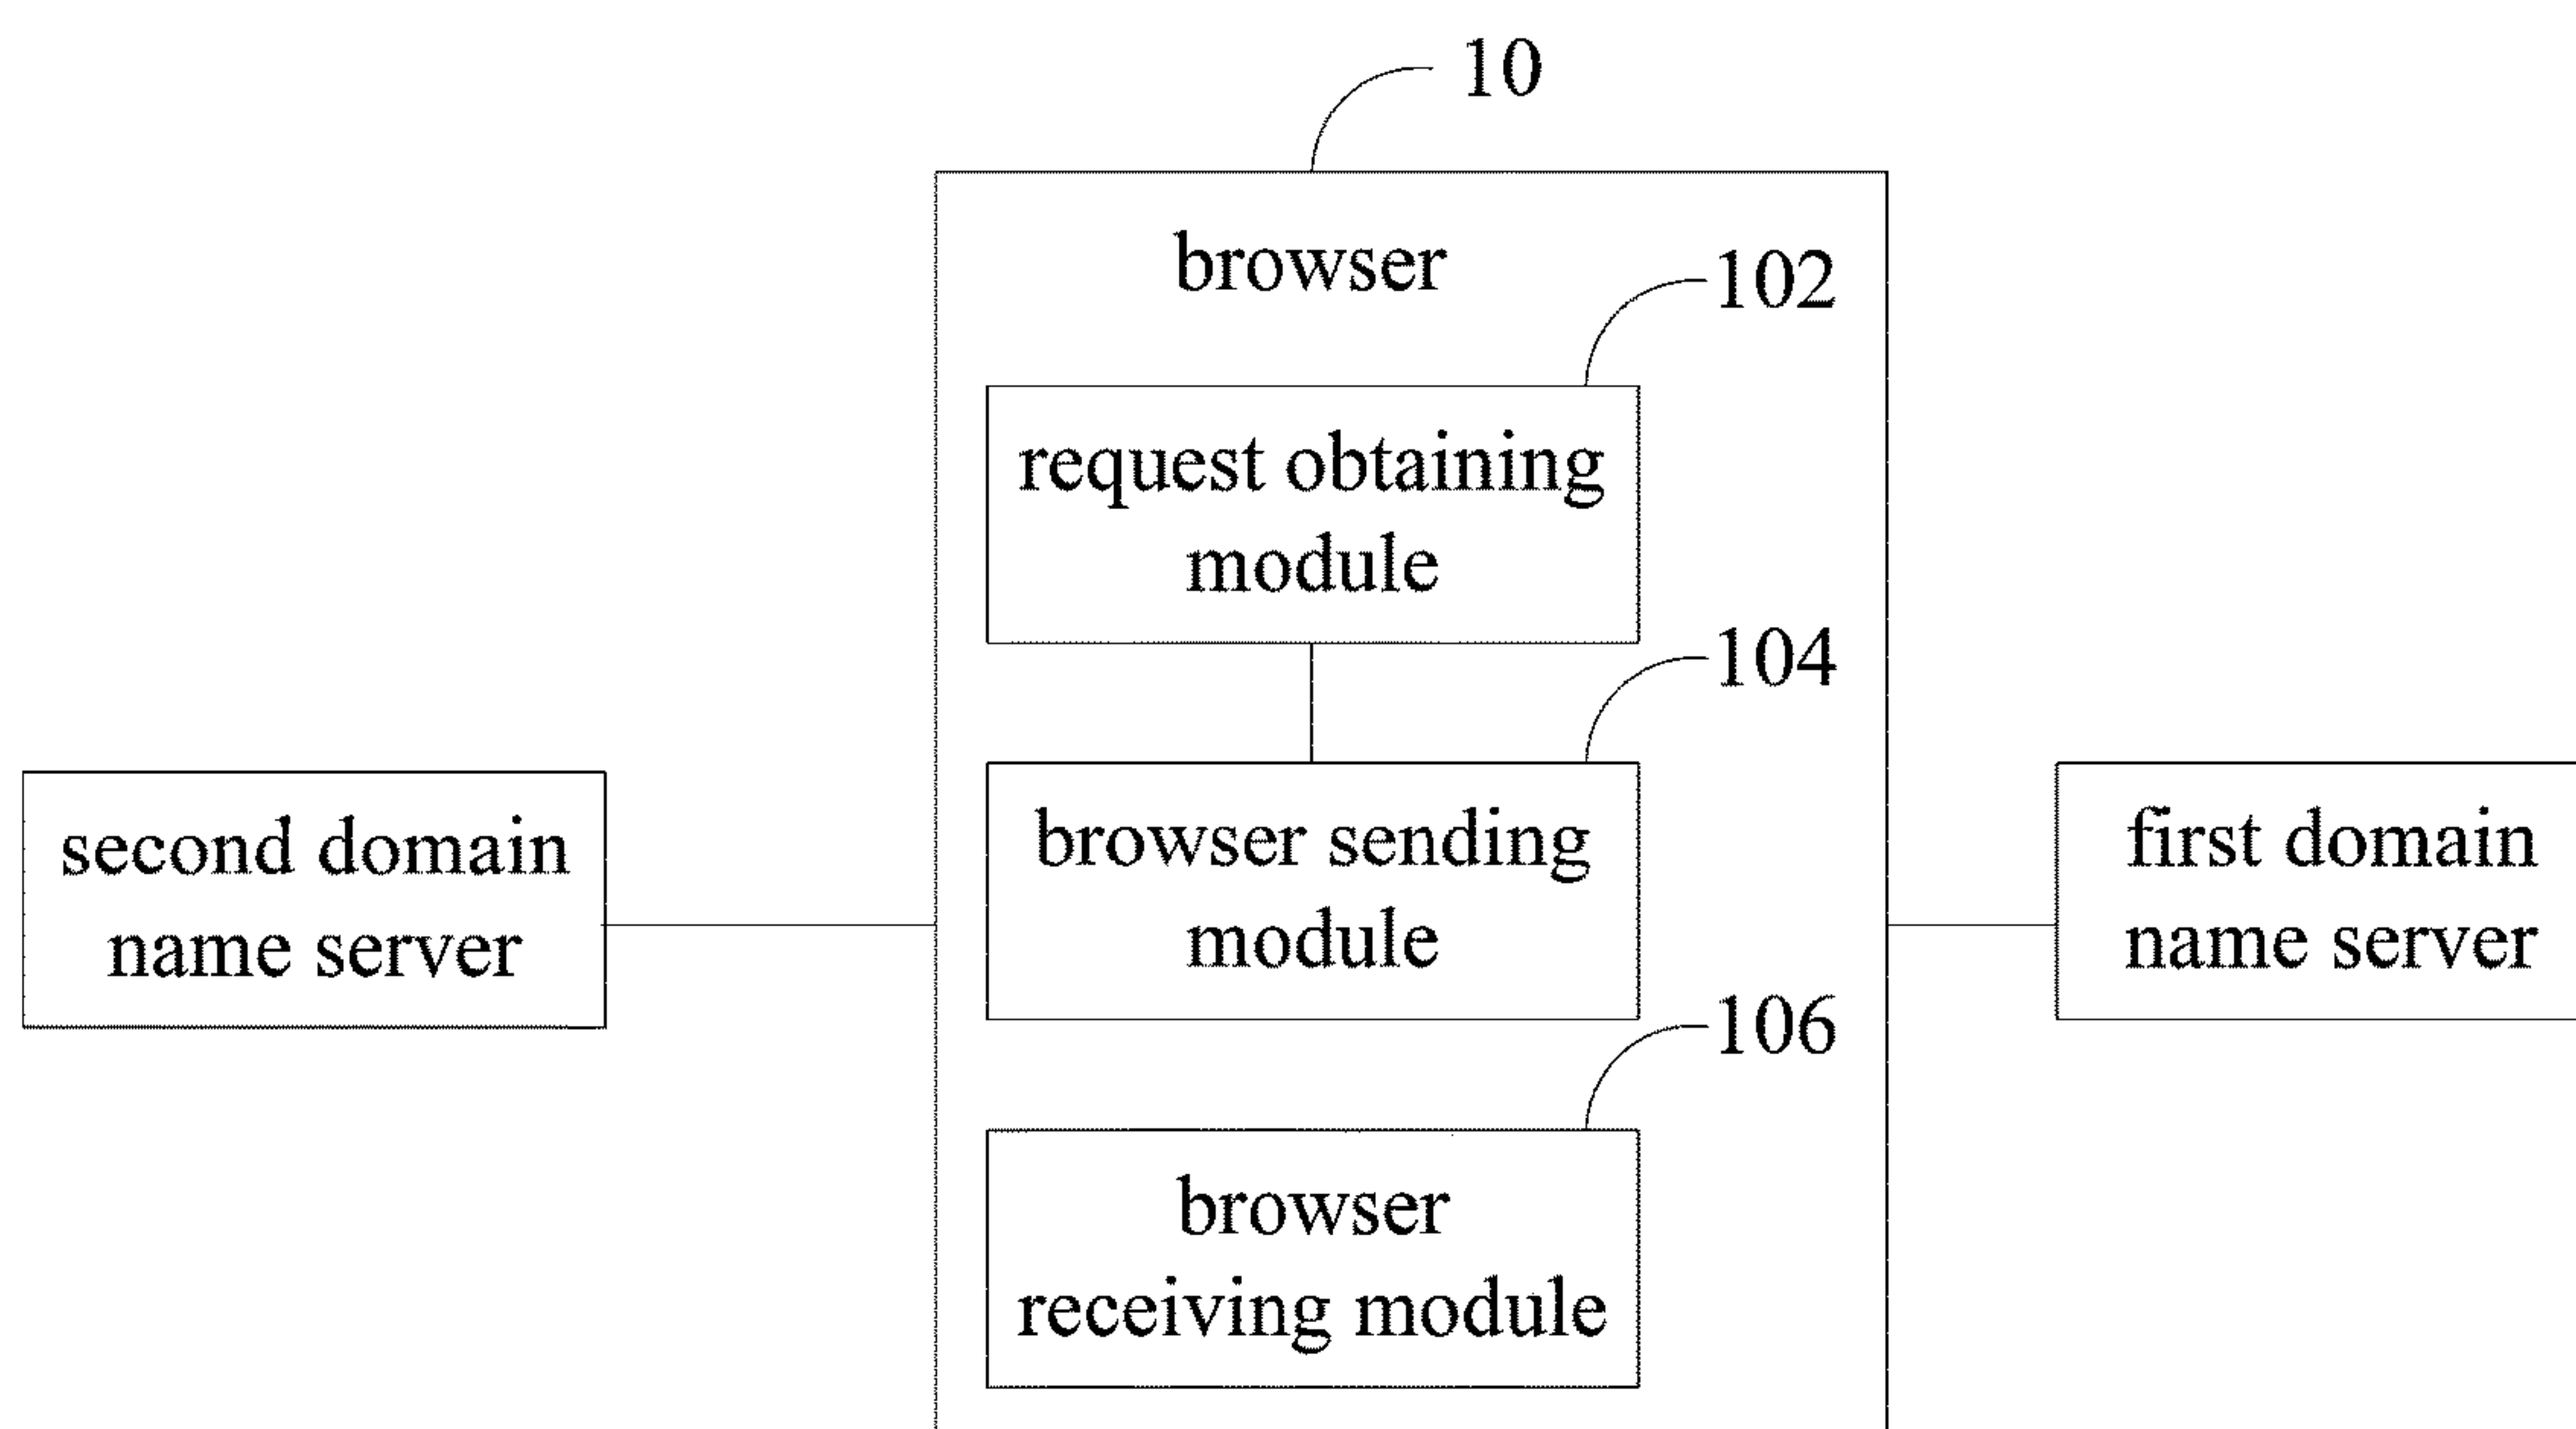 10
browser
102
request obtaining
module
104
browser sending
module
second domain
name server
first domain
name server
106
browser
receiving module